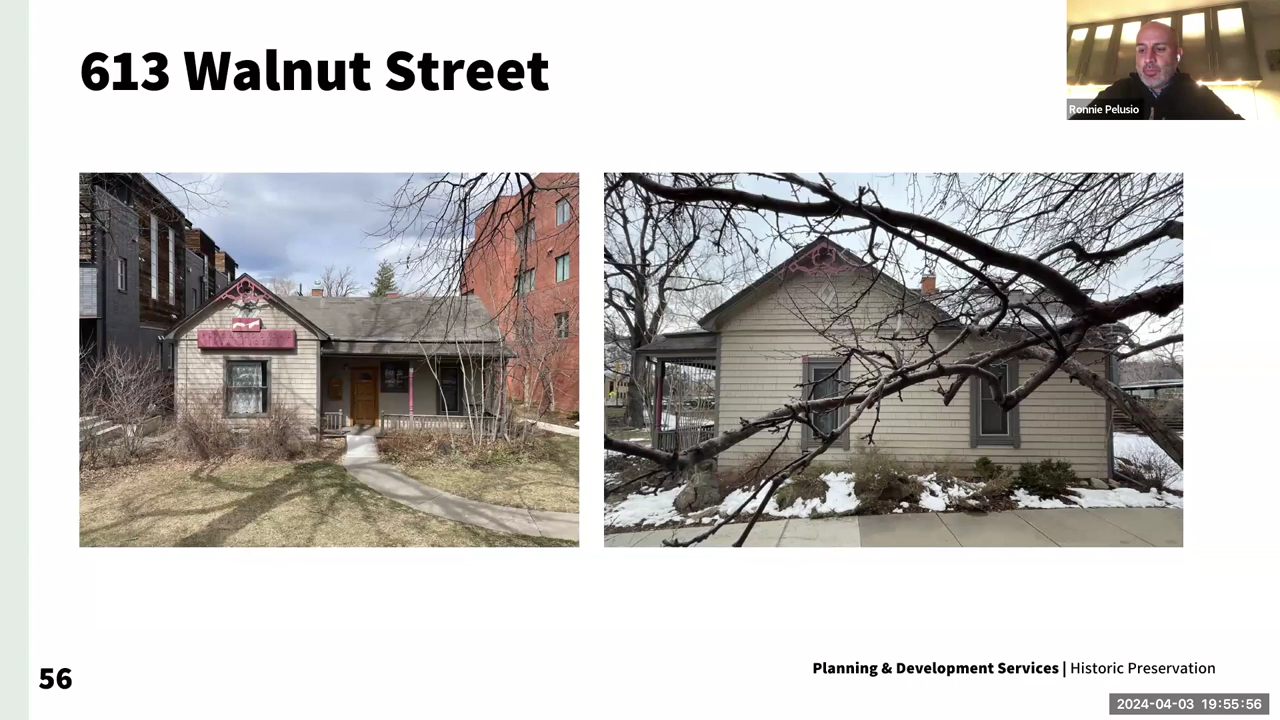 613 Walnut Street
Ronnie Pelusio
56
Planning & Development Services | Historic Preservation
2024-04-03 19:55:56